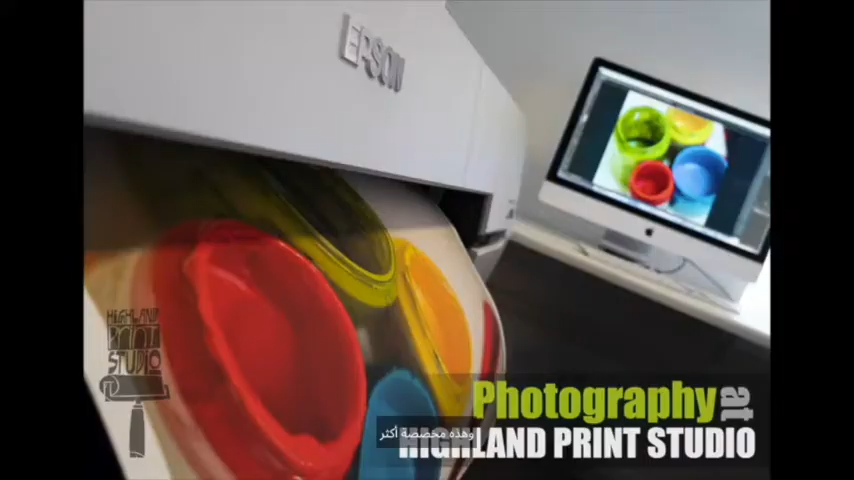 EPSON
HIGHLAND
PRINT
STUDIO
Photography at
HIGHLAND PRINT STUDIO
وهذه مخصصة أكثر